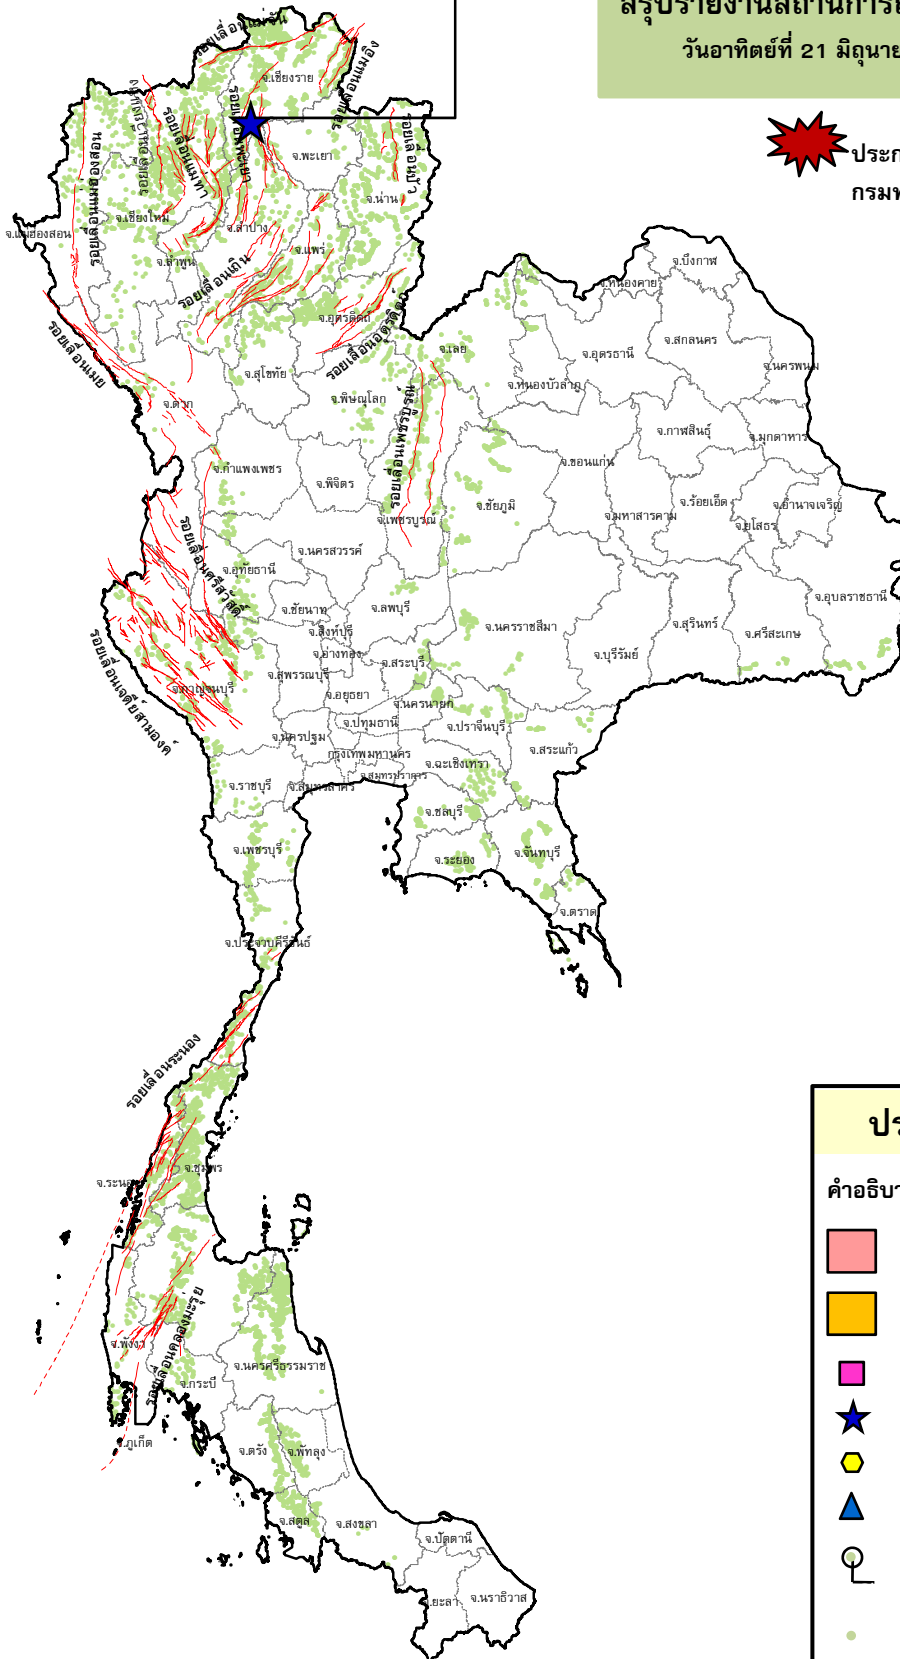 สรุปรายงานสถานการณ์
วันอาทิตย์ที่ 21 มิถุนาย
ประก
กรมท
รอยเลื่อนแม่จัน
จ.เชียงราย
รอยเลื่อนแม่อิง
รอยเลื่อนพะเยา
รอยเลื่อนแม่ทา
รอยเลื่อนแม่ฮ่องสอน
จ.พะเยา
รอยเลื่อนปัว
จ.น่าน
จ.แม่ฮ่องสอน
จ.เชียงใหม่
จ.ลำปาง
จ.แพร่
จ.ลำพูน
รอยเลื่อนเถิน
จ.อุตรดิตถ์
รอยเลื่อนอุตรดิตถ์
รอยเลื่อนเมย
จ.สุโขทัย
จ.ตาก
จ.พิษณุโลก
จ.เลย
จ.บึงกาฬ
จ.หนองคาย
จ.อุดรธานี
จ.สกลนคร
จ.นครพนม
จ.หนองบัวลำภู
รอยเลื่อนเพชรบูรณ์
จ.กำแพงเพชร
จ.พิจิตร
จ.เพชรบูรณ์
จ.ขอนแก่น
จ.กาฬสินธุ์
จ.มุกดาหาร
จ.ชัยภูมิ
จ.มหาสารคาม
จ.ร้อยเอ็ด
จ.ยโสธร
จ.อำนาจเจริญ
รอยเลื่อนศรีสวัสดิ์
จ.นครสวรรค์
จ.อุทัยธานี
จ.ชัยนาท
จ.ลพบุรี
จ.สิงห์บุรี
จ.อ่างทอง
จ.สระบุรี
จ.นครราชสีมา
จ.บุรีรัมย์
จ.สุรินทร์
จ.ศรีสะเกษ
จ.อุบลราชธานี
รอยเลื่อนเจดีย์สามองค์
จ.กาญจนบุรี
จ.สุพรรณบุรี
จ.อยุธยา
จ.นครนายก
จ.ปทุมธานี
จ.ปราจีนบุรี
จ.นครปฐม
กรุงเทพมหานคร
จ.สระแก้ว
จ.ฉะเชิงเทรา
จ.สมุทรปราการ
จ.ราชบุรี
จ.สมุทรสาคร
จ.ชลบุรี
จ.เพชรบุรี
จ.ระยอง
จ.จันทบุรี
จ.ตราด
จ.ประจวบคีรีขันธ์
รอยเลื่อนระนอง
จ.ระนอง
จ.ชุมพร
รอยเลื่อนคลองมะรุ่ย
จ.พังงา
จ.กระบี่
จ.นครศรีธรรมราช
จ.ภูเก็ต
จ.ตรัง
จ.พัทลุง
จ.สตูล
จ.สงขลา
จ.ปัตตานี
จ.ยะลา
จ.นราธิวาส
ปร
คำอธิบา